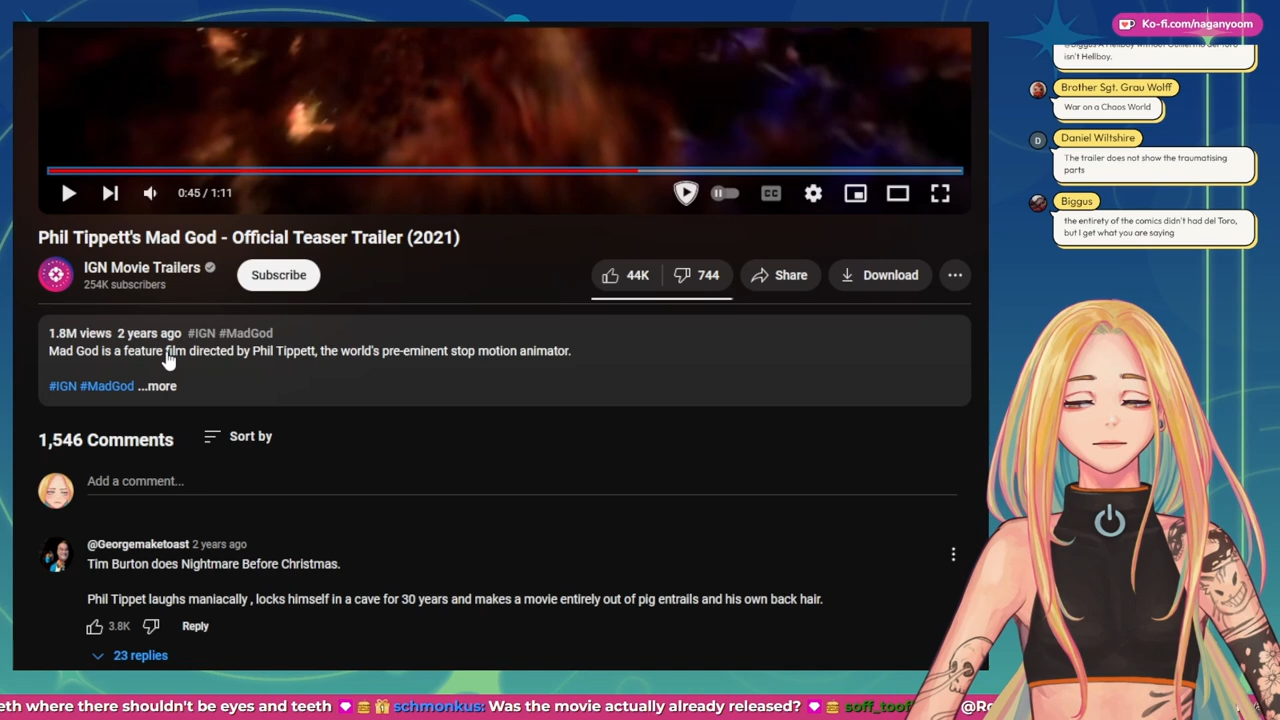 Ko-fi.com/naganyoom
isn't Hellboy.
Brother Sgt. Grau Wolff
War on a Chaos World
Daniel Wiltshire
D
The trailer does not show the traumatising
parts
Biggus
the entirety of the comics didn't had del Toro,
but I get what you are saying
0:45 / 1:11
CC
Phil Tippett's Mad God - Official Teaser Trailer (2021)
IGN Movie Trailers
254K subscribers
Subscribe
44K
744
Share
Download
1.8M views 2 years ago #IGN #MadGod
Mad God is a feature film directed by Phil Tippett, the world's pre-eminent stop motion animator.
#IGN #MadGod ...more
1,546 Comments
Sort by
Add a comment...
@Georgemaketoast 2 years ago
Tim Burton does Nightmare Before Christmas.
Phil Tippet laughs maniacally , locks himself in a cave for 30 years and makes a movie entirely out of pig entrails and his own back hair.
3.8K
Reply
23 replies
eth where there shouldn't be eyes and teeth schmonkus: Was the movie actually already released? soff_toof @Ro